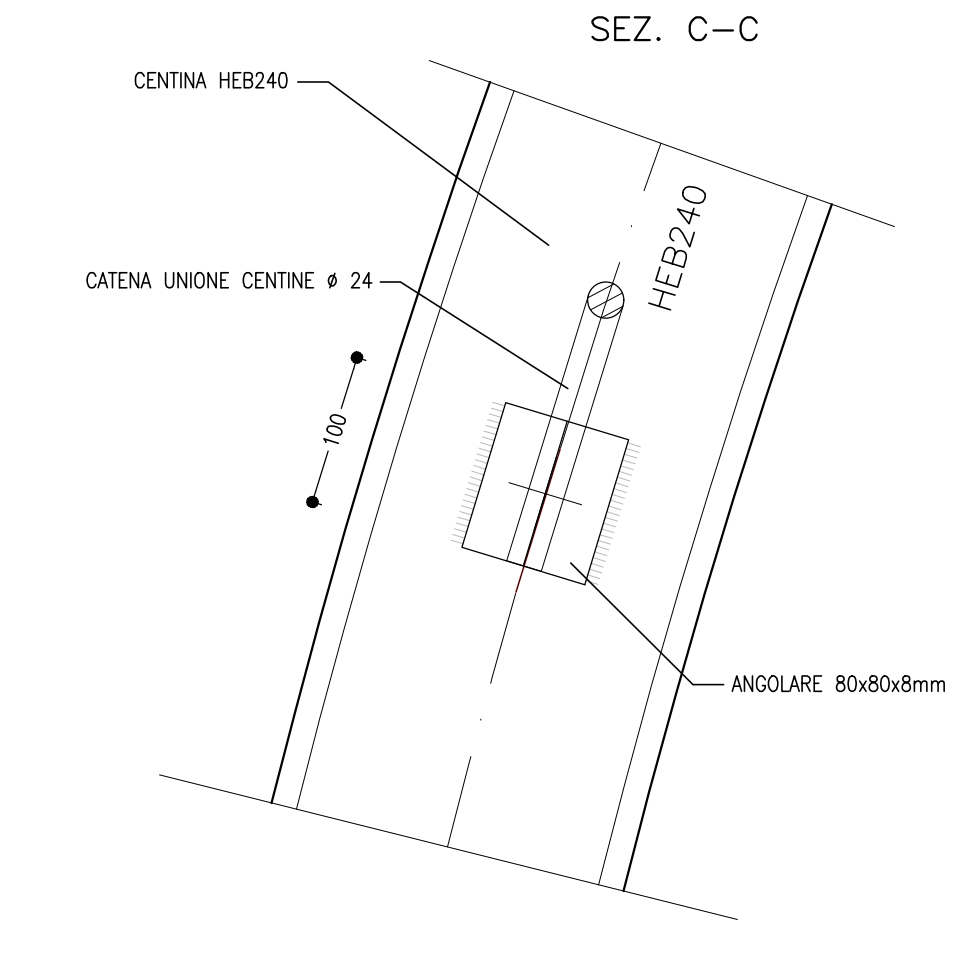 SEZ. C-C
CENTINA HEB240
HEB240
CATENA UNIONE CENTINE ø 24
100
ANGOLARE 80x80x8mm